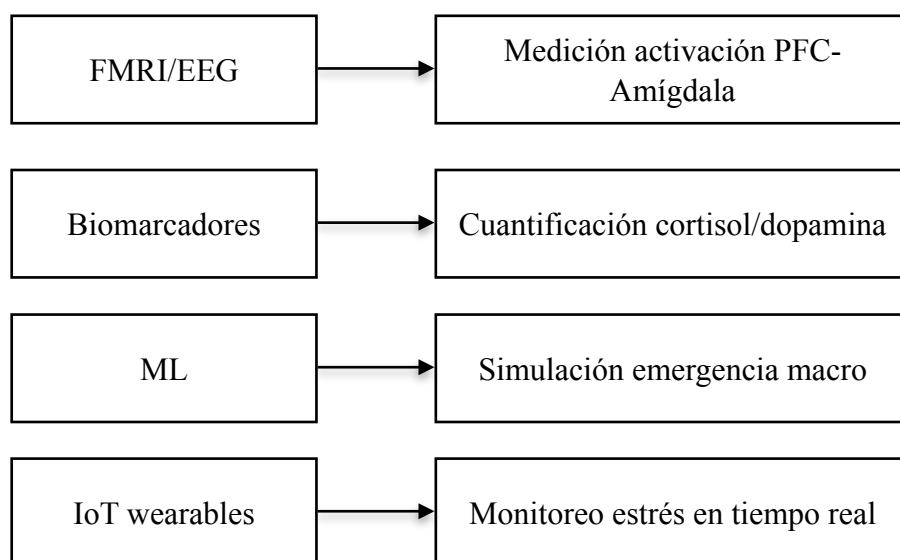 FMRI/EEG
Medición activación PFC-
Amígdala
Biomarcadores
Cuantificación cortisol/dopamina
ML
Simulación emergencia macro
IoT wearables
Monitoreo estrés en tiempo real